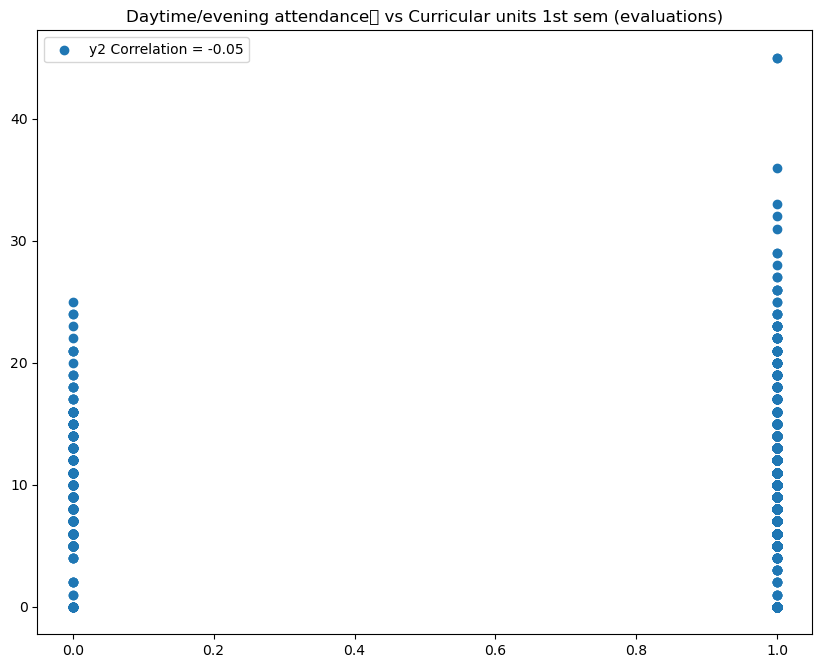 Daytime/evening attendance▯ vs Curricular units 1st sem (evaluations)
y2 Correlation = -0.05
40
30
20
10
0
0.0 0.2 0.4 0.6 0.8 1.0